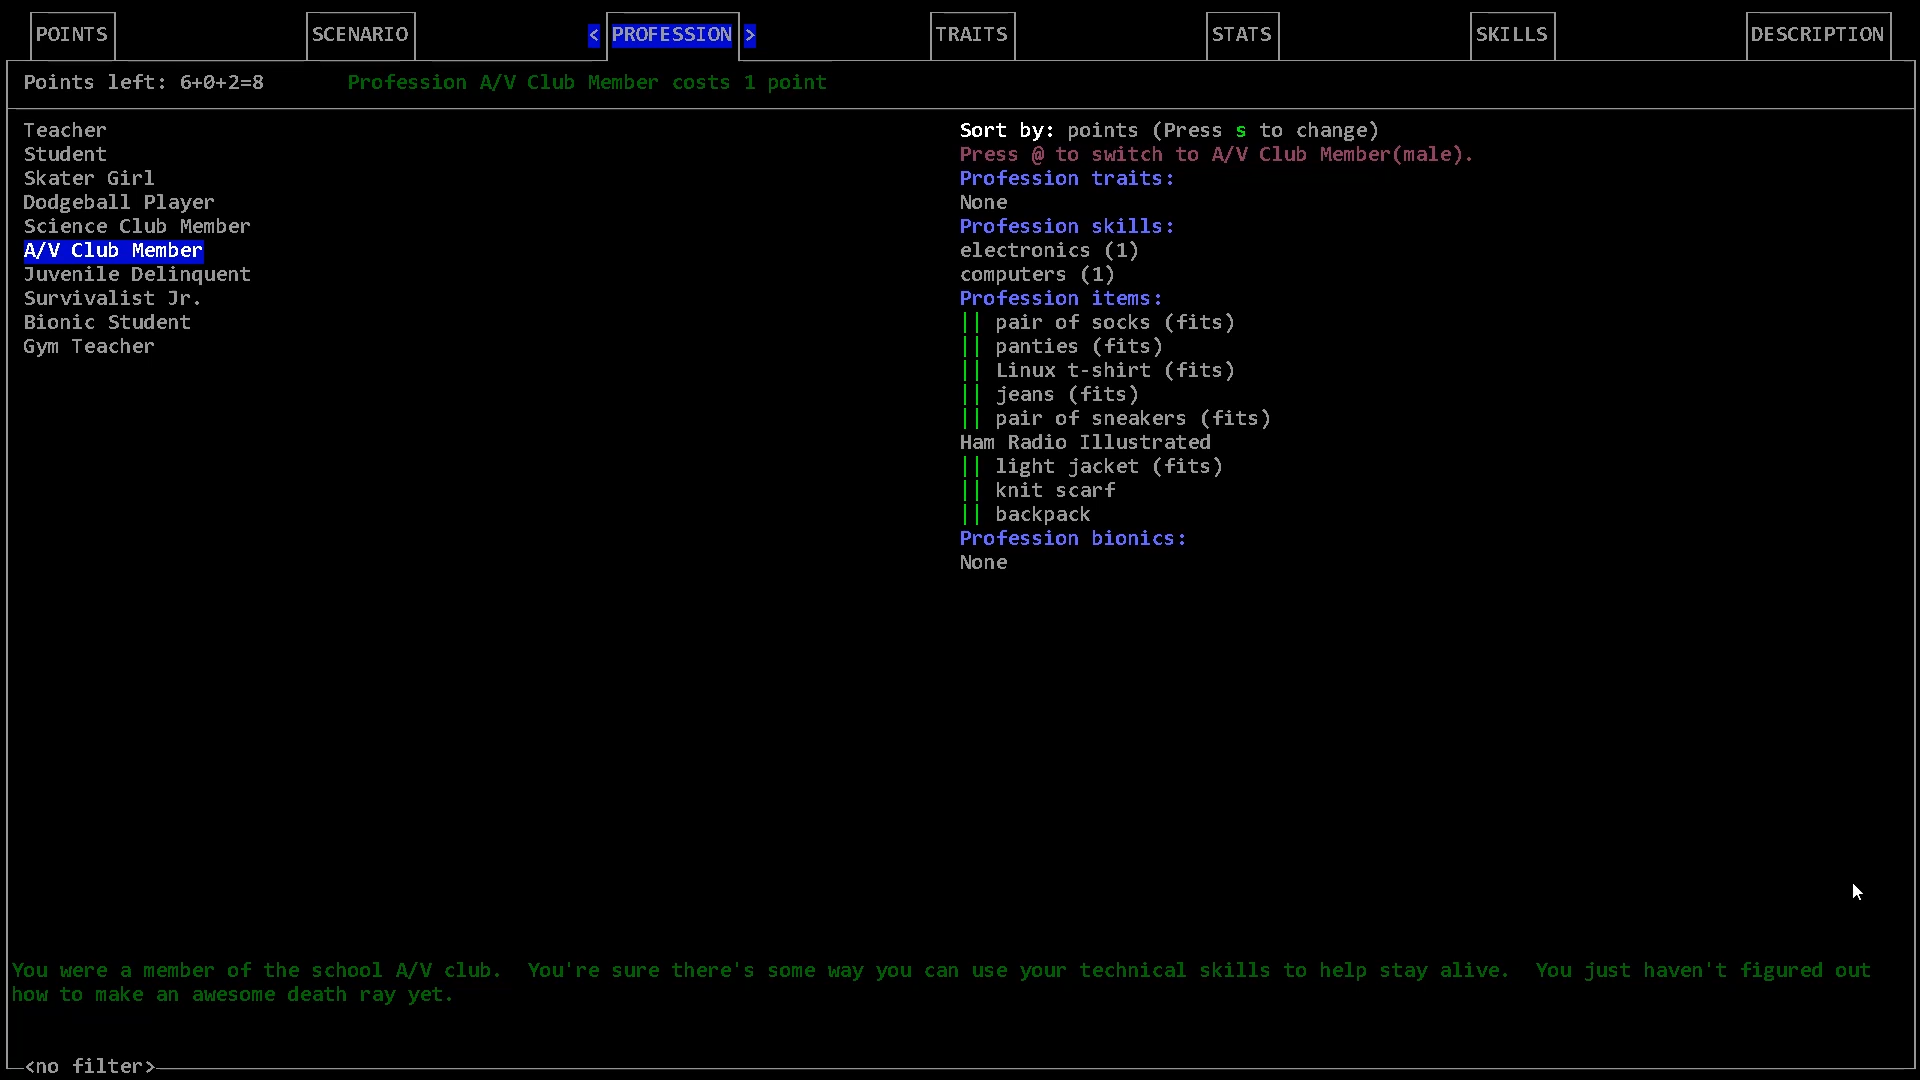 POINTS SCENARIO < PROFESSION > TRAITS STATS SKILLS DESCRIPTION
Points left: 6+0+2=8 Profession A/V Club Member costs 1 point
Teacher
Student
Skater Girl
Dodgeball Player
Science Club Member
A/V Club Member
Juvenile Delinquent
Survivalist Jr.
Bionic Student
Gym Teacher
Sort by: points (Press s to change)
Press @ to switch to A/V Club Member(male).
Profession traits:
None
Profession skills:
electronics (1)
computers (1)
Profession items:
|| pair of socks (fits)
|| panties (fits)
|| Linux t-shirt (fits)
|| jeans (fits)
|| pair of sneakers (fits)
Ham Radio Illustrated
|| light jacket (fits)
|| knit scarf
|| backpack
Profession bionics:
None
You were a member of the school A/V club.  You're sure there's some way you can use your technical skills to help stay alive.  You just haven't figured out
how to make an awesome death ray yet.
<no filter>